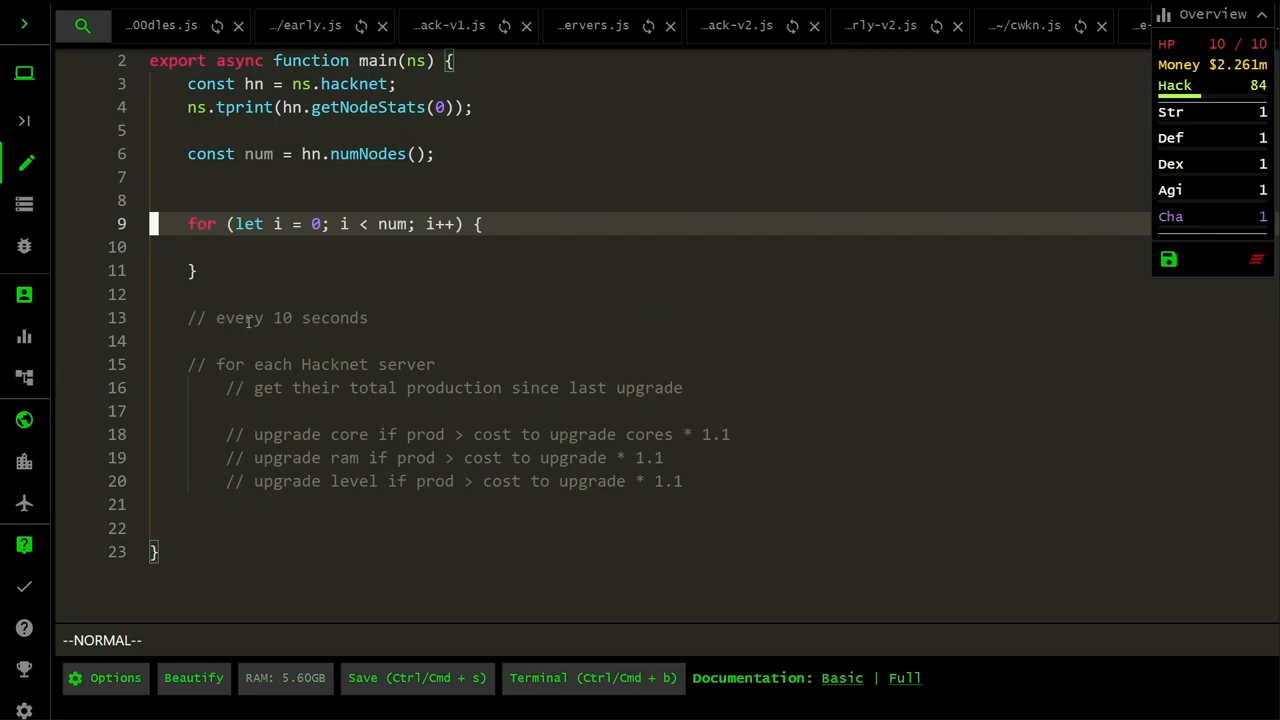 …OOdles.js
…/early.js
…ack-v1.js
…ervers.js
…ack-v2.js
…rly-v2.js
…~/cwkn.js
…e-
Overview
HP 10 / 10
Money $2.261m
Hack 84
Str 1
Def 1
Dex 1
Agi 1
Cha 1
2 export async function main(ns) {
3 const hn = ns.hacknet;
4 ns.tprint(hn.getNodeStats(0));
5
6 const num = hn.numNodes();
7
8
9 for (let i = 0; i < num; i++) {
10
11 }
12
13 // every 10 seconds
14
15 // for each Hacknet server
16 // get their total production since last upgrade
17
18 // upgrade core if prod > cost to upgrade cores * 1.1
19 // upgrade ram if prod > cost to upgrade * 1.1
20 // upgrade level if prod > cost to upgrade * 1.1
21
22
23 }
--NORMAL--
Options
Beautify
RAM: 5.60GB
Save (Ctrl/Cmd + s)
Terminal (Ctrl/Cmd + b)
Documentation: Basic | Full